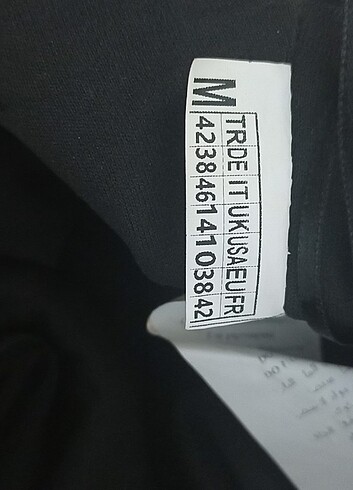 M
TR DE IT UK USA EU FR
42 38 46 14 10 38 42